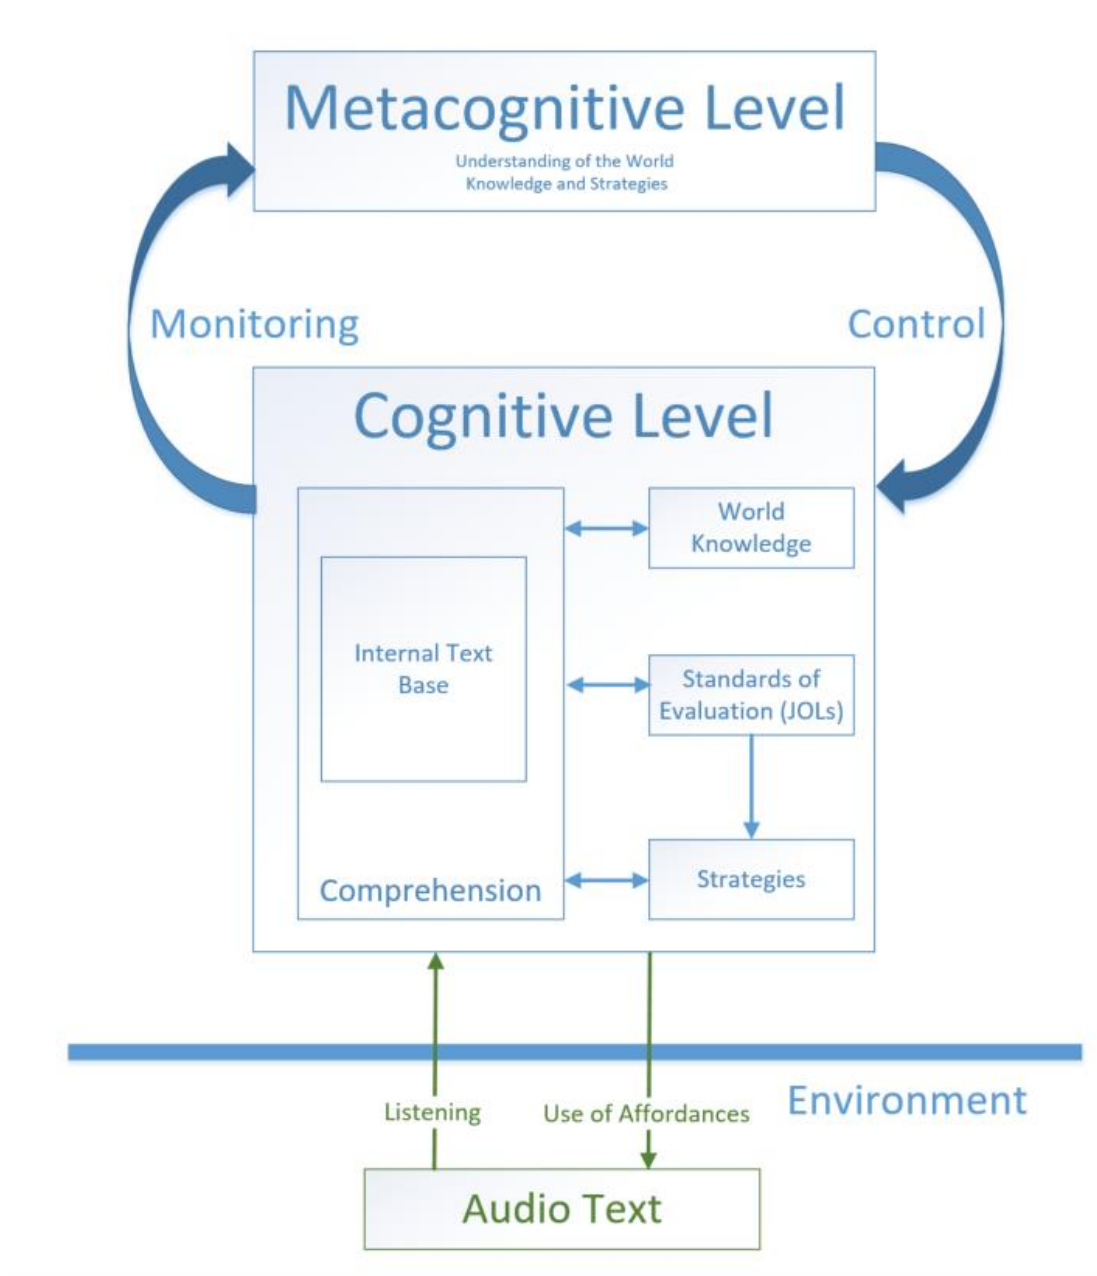 Metacognitive Level
Understanding of the World
Knowledge and Strategies
Monitoring
Control
Cognitive Level
World
Knowledge
Internal Text
Base
Standards of
Evaluation (JOLs)
Strategies
Comprehension
Environment
Listening
Use of Affordances
Audio Text